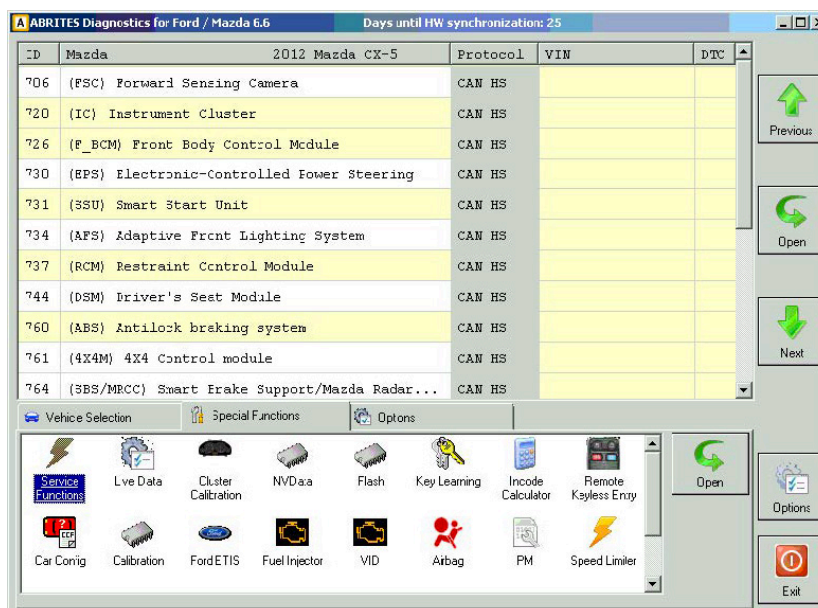 ABRITES Diagnostics for Ford / Mazda 6.6 Days until HW synchronization: 25
ID Mazda 2012 Mazda CX-5 Protocol VIN DTC
706 (FSC) Forward Sensing Camera CAN HS
720 (IC) Instrument Cluster CAN HS
726 (F_BCM) Front Body Control Module CAN HS
730 (EPS) Electronic-Controlled Power Steering CAN HS
731 (SSU) Smart Start Unit CAN HS
734 (AFS) Adaptive Front Lighting System CAN HS
737 (RCM) Restraint Control Module CAN HS
744 (DSM) Driver's Seat Module CAN HS
760 (ABS) Antilock braking system CAN HS
761 (4X4M) 4X4 Control module CAN HS
764 (SBS/MRCC) Smart Brake Support/Mazda Radar... CAN HS
Previous
Open
Next
Vehice Selection Special Functions Optons
Service Functions
Live Data
Cluster Calibration
NVData
Flash
Key Learning
Incode Calculator
Remote Keyless Entry
Open
Car Config
CCF
Calibration
Ford ETIS
Fuel Injector
VID
Airbag
PM
Speed Limiter
Options
Exit